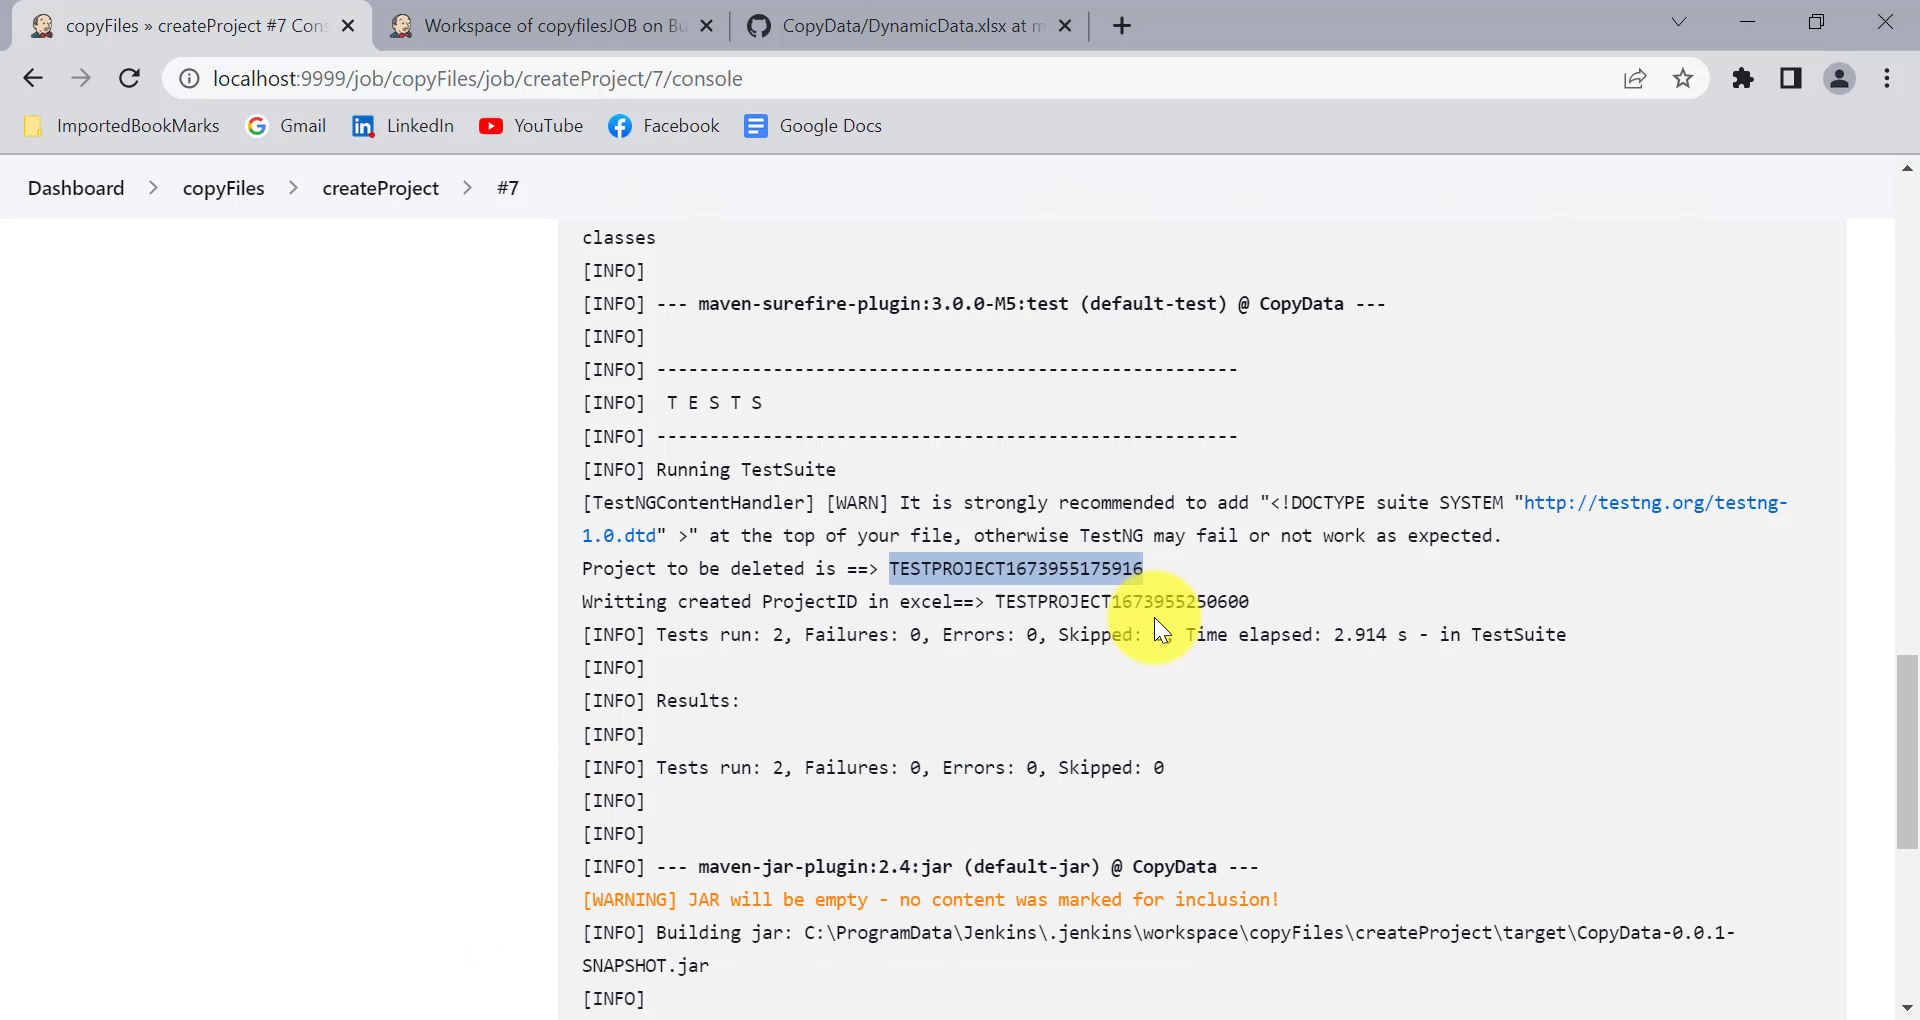 copyFiles » createProject #7 Cons
Workspace of copyfilesJOB on Bu
CopyData/DynamicData.xlsx at m
localhost:9999/job/copyFiles/job/createProject/7/console
ImportedBookMarks
Gmail
LinkedIn
YouTube
Facebook
Google Docs
Dashboard > copyFiles > createProject > #7
classes
[INFO]
[INFO] --- maven-surefire-plugin:3.0.0-M5:test (default-test) @ CopyData ---
[INFO]
[INFO] -------------------------------------------------------
[INFO]  T E S T S
[INFO] -------------------------------------------------------
[INFO] Running TestSuite
[TestNGContentHandler] [WARN] It is strongly recommended to add "<!DOCTYPE suite SYSTEM "http://testng.org/testng-
1.0.dtd" >" at the top of your file, otherwise TestNG may fail or not work as expected.
Project to be deleted is ==> TESTPROJECT1673955175916
Writting created ProjectID in excel==> TESTPROJECT1673955250600
[INFO] Tests run: 2, Failures: 0, Errors: 0, Skipped: Time elapsed: 2.914 s - in TestSuite
[INFO]
[INFO] Results:
[INFO]
[INFO] Tests run: 2, Failures: 0, Errors: 0, Skipped: 0
[INFO]
[INFO]
[INFO] --- maven-jar-plugin:2.4:jar (default-jar) @ CopyData ---
[WARNING] JAR will be empty - no content was marked for inclusion!
[INFO] Building jar: C:\ProgramData\Jenkins\.jenkins\workspace\copyFiles\createProject\target\CopyData-0.0.1-
SNAPSHOT.jar
[INFO]